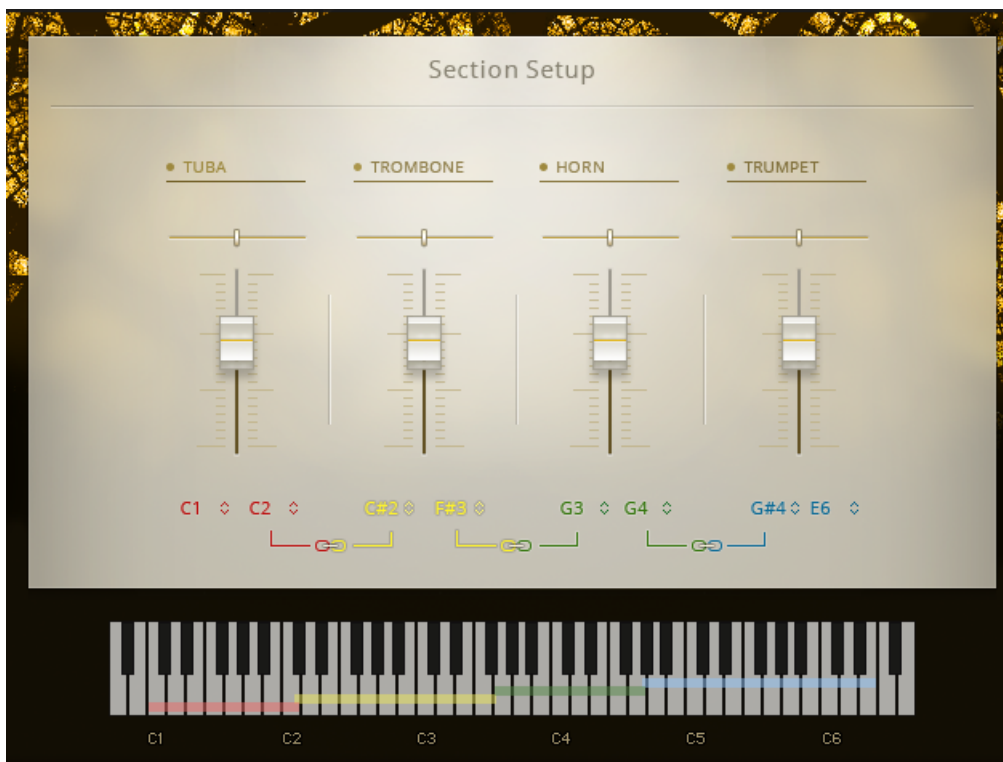 Section Setup
TUBA TROMBONE HORN TRUMPET
C1 C2 C#2 F#3 G3 G4 G#4 E6
C1 C2 C3 C4 C5 C6